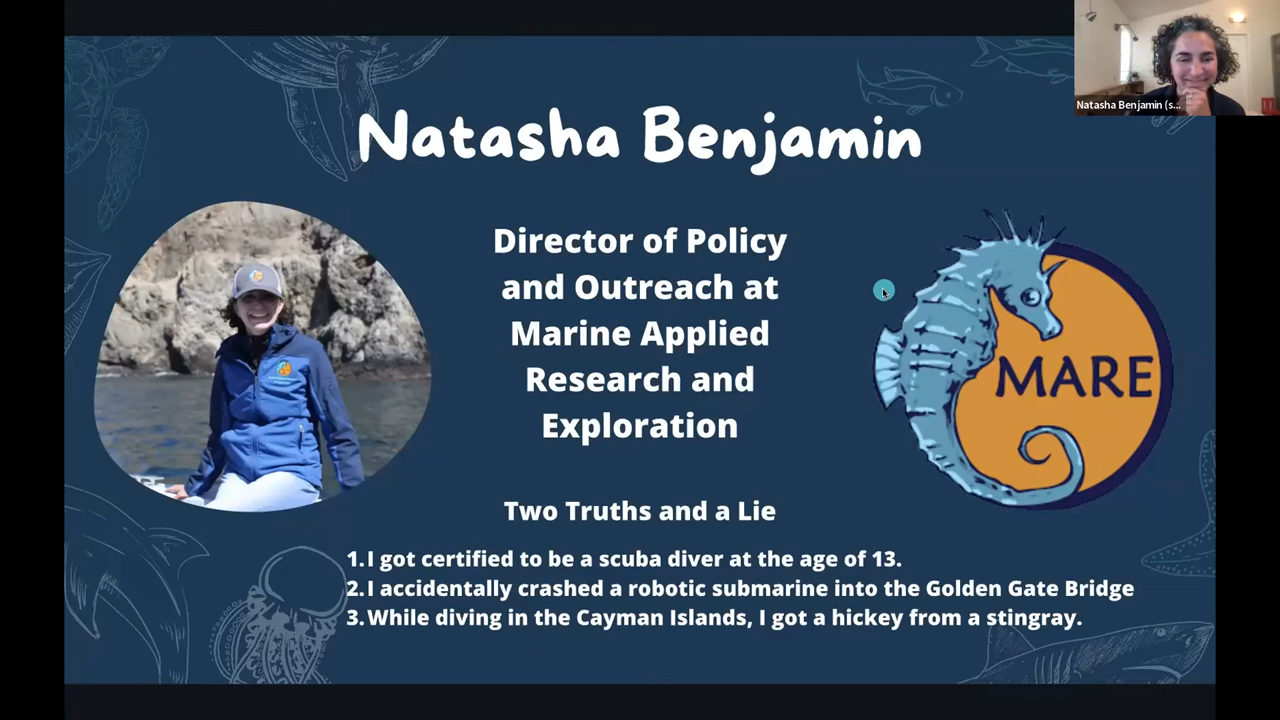 Natasha Benjamin (s...
Natasha Benjamin
Director of Policy
and Outreach at
Marine Applied
Research and
Exploration
MARE
Two Truths and a Lie
1. I got certified to be a scuba diver at the age of 13.
2. I accidentally crashed a robotic submarine into the Golden Gate Bridge
3. While diving in the Cayman Islands, I got a hickey from a stingray.